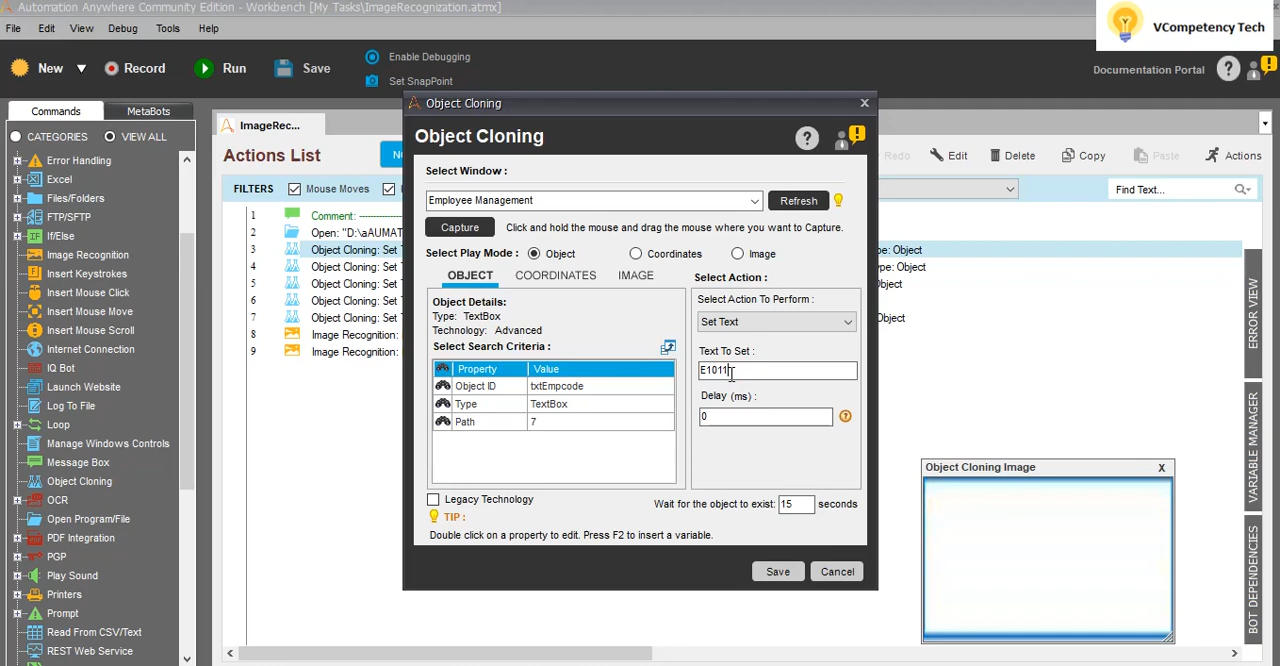 Automation Anywhere Community Edition - Workbench [My Tasks\ImageRecognization.atmx]
VCompetency Tech
File Edit View Debug Tools Help
New Record Run Save
Enable Debugging
Set SnapPoint
Documentation Portal
Commands MetaBots
CATEGORIES VIEW ALL
Error Handling
Excel
Files/Folders
FTP/SFTP
If/Else
Image Recognition
Insert Keystrokes
Insert Mouse Click
Insert Mouse Move
Insert Mouse Scroll
Internet Connection
IQ Bot
Launch Website
Log To File
Loop
Manage Windows Controls
Message Box
Object Cloning
OCR
Open Program/File
PDF Integration
PGP
Play Sound
Printers
Prompt
Read From CSV/Text
REST Web Service
ImageRec...
Actions List
Redo Edit Delete Copy Paste Actions
FILTERS Mouse Moves
Find Text...
1 Comment: ----------------
2 Open: "D:\aAUMAT
3 Object Cloning: Set T
4 Object Cloning: Set T
5 Object Cloning: Set T
6 Object Cloning: Set T
7 Object Cloning: Set T
8 Image Recognition:
9 Image Recognition:
pe: Object
ype: Object
Object
Object
Object Cloning
Object Cloning
Select Window :
Employee Management
Refresh
Capture
Click and hold the mouse and drag the mouse where you want to Capture.
Select Play Mode : Object Coordinates Image
OBJECT COORDINATES IMAGE
Object Details:
Type: TextBox
Technology: Advanced
Select Search Criteria :
Property Value
Object ID txtEmpcode
Type TextBox
Path 7
Select Action :
Select Action To Perform :
Set Text
Text To Set :
E1011
Delay (ms) :
0
Legacy Technology
Wait for the object to exist: 15 seconds
TIP :
Double click on a property to edit. Press F2 to insert a variable.
Save Cancel
Object Cloning Image
ERROR VIEW
VARIABLE MANAGER
BOT DEPENDENCIES